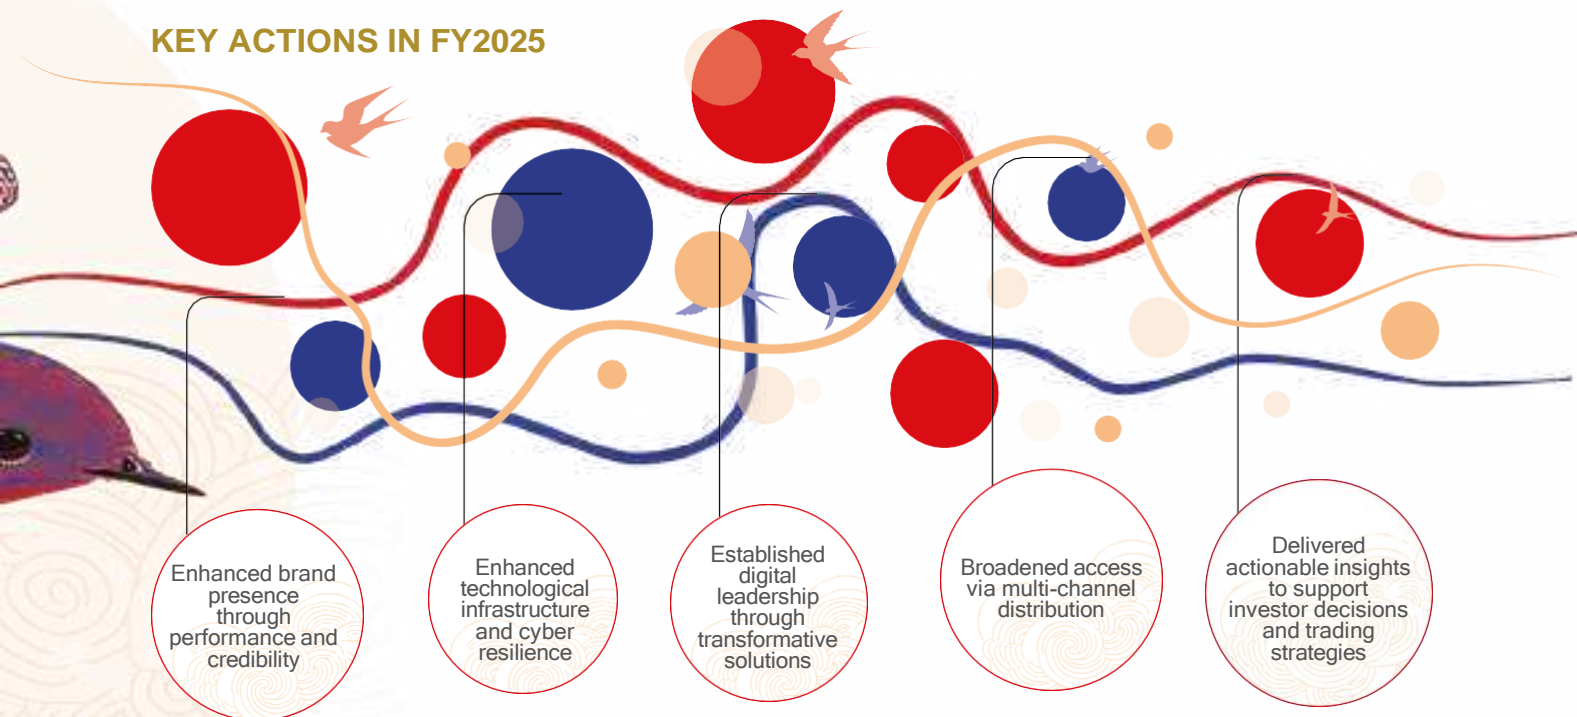 KEY ACTIONS IN FY2025
Enhanced brand
presence
through
performance and
credibility
Enhanced
technological
infrastructure
and cyber
resilience
Established
digital
leadership
through
transformative
solutions
Broadened access
via multi-channel
distribution
Delivered
actionable insights
to support
investor decisions
and trading
strategies